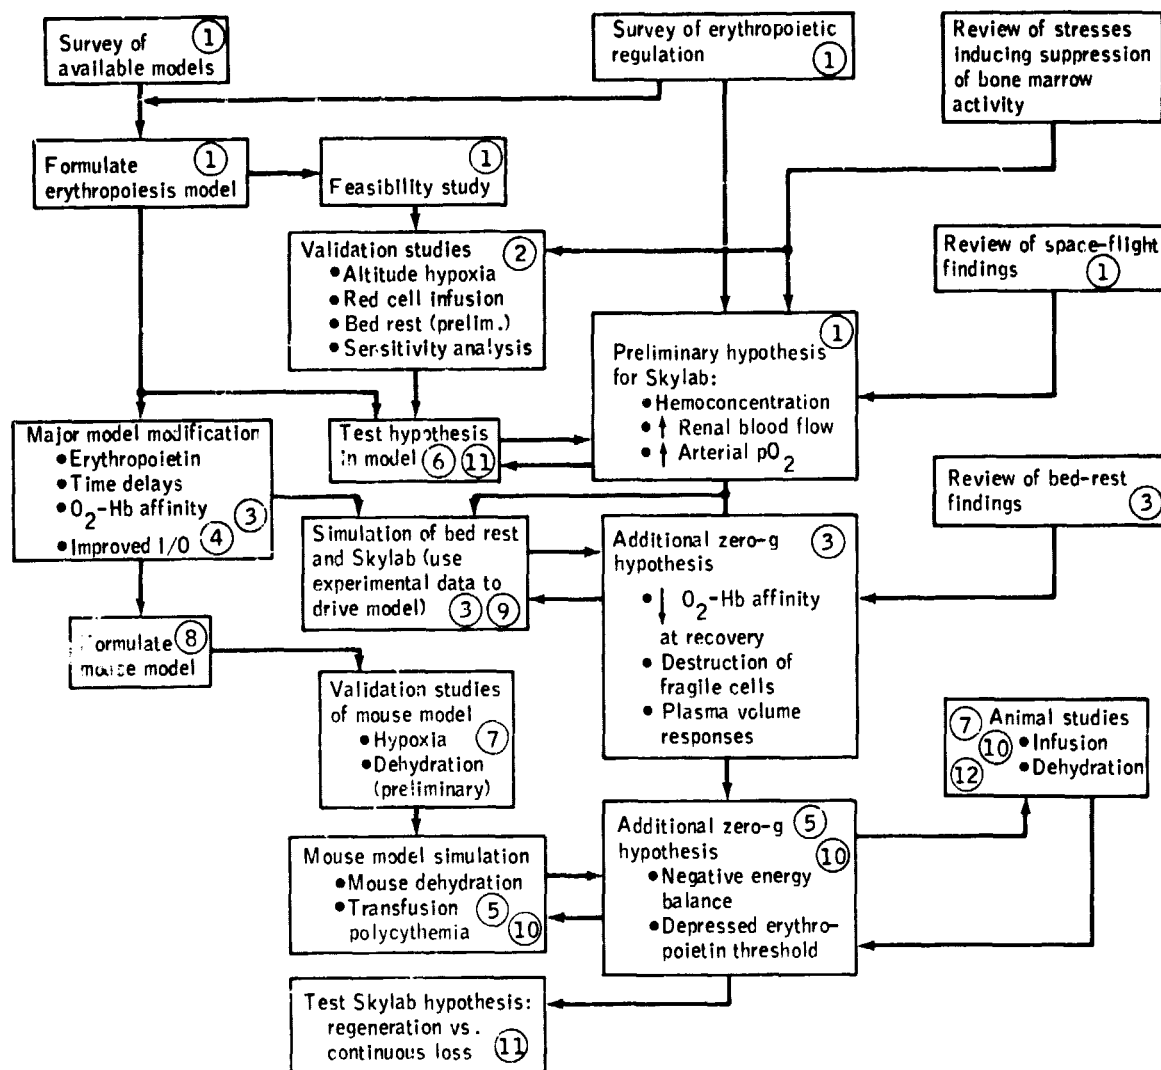 Survey of
available models
1
Survey of erythropoietic
regulation
1
Review of stresses
inducing suppression
of bone marrow
activity
Formulate
erythropoiesis model
1
Feasibility study
1
Validation studies
2
•Altitude hypoxia
•Red cell infusion
•Bed rest (prelim.)
•Sensitivity analysis
Review of space-flight
findings
1
Preliminary hypothesis
for Skylab:
1
•Hemoconcentration
•↑ Renal blood flow
•↑ Arterial pO2
Major model modification
•Erythropoietin
•Time delays
•O2-Hb affinity
3
•Improved I/O
4
Test hypothesis
in model
6
11
Review of bed-rest
findings
3
Simulation of bed rest
and Skylab (use
experimental data to
drive model)
3
9
Additional zero-g
hypothesis
3
•↓ O2-Hb affinity
at recovery
•Destruction of
fragile cells
•Plasma volume
responses
Formulate
mouse model
8
Validation studies
of mouse model
•Hypoxia
7
•Dehydration
(preliminary)
7
Animal studies
10
•Infusion
12
•Dehydration
Mouse model simulation
•Mouse dehydration
•Transfusion
polycythemia
5
10
Additional zero-g
hypothesis
5
10
•Negative energy
balance
•Depressed erythro-
poietin threshold
Test Skylab hypothesis:
regeneration vs.
continuous loss
11